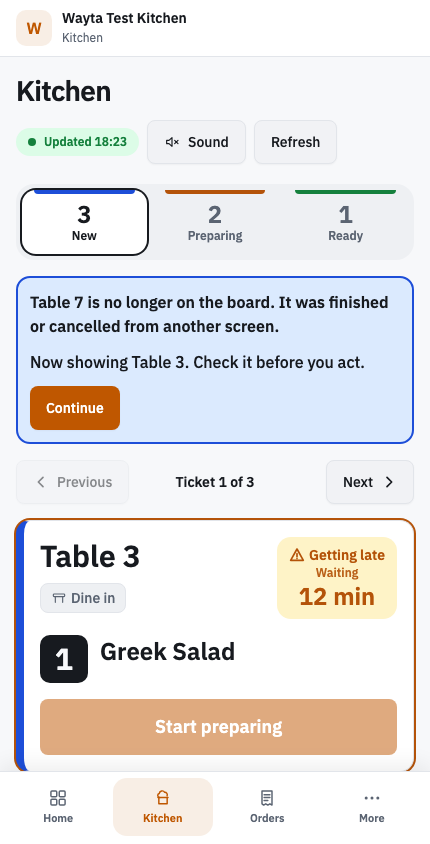 W
Wayta Test Kitchen
Kitchen
Kitchen
Updated 18:23
Sound
Refresh
3
New
2
Preparing
1
Ready
Table 7 is no longer on the board. It was finished
or cancelled from another screen.
Now showing Table 3. Check it before you act.
Continue
Previous
Ticket 1 of 3
Next
Table 3
Dine in
Getting late
Waiting
12 min
1
Greek Salad
Start preparing
Home
Kitchen
Orders
More